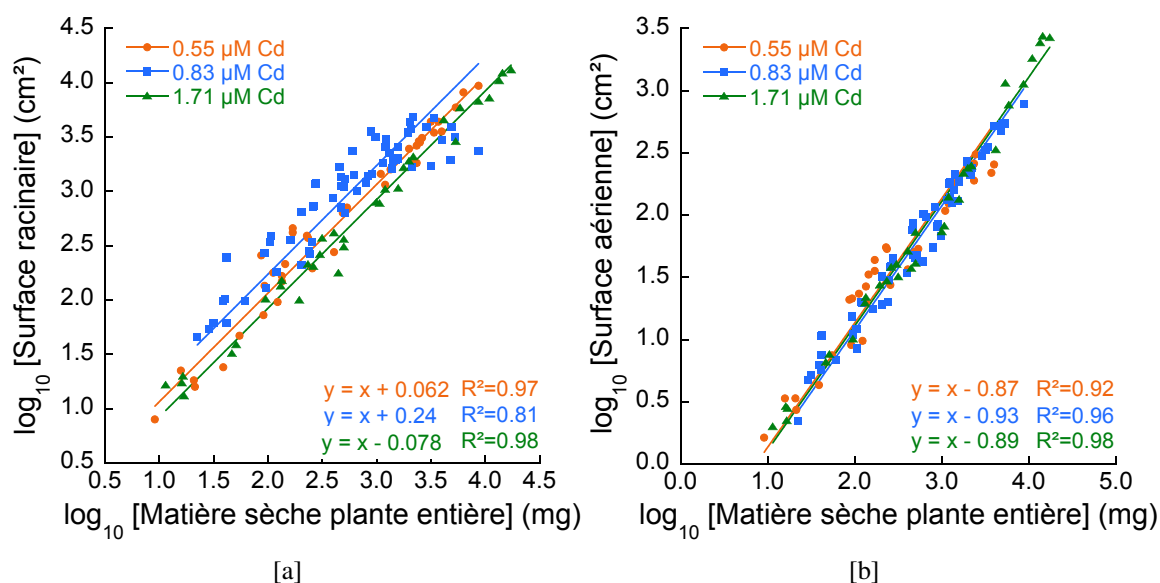 4.5
4.0
3.5
3.0
2.5
2.0
1.5
1.0
0.5
log10 [Surface racinaire] (cm²)
0.55 µM Cd
0.83 µM Cd
1.71 µM Cd
y = x + 0.062 R²=0.97
y = x + 0.24 R²=0.81
y = x - 0.078 R²=0.98
0.5 1.0 1.5 2.0 2.5 3.0 3.5 4.0 4.5
log10 [Matière sèche plante entière] (mg)
[a]
3.5
3.0
2.5
2.0
1.5
1.0
0.5
0.0
log10 [Surface aérienne] (cm²)
0.55 µM Cd
0.83 µM Cd
1.71 µM Cd
y = x - 0.87 R²=0.92
y = x - 0.93 R²=0.96
y = x - 0.89 R²=0.98
0.0 1.0 2.0 3.0 4.0 5.0
log10 [Matière sèche plante entière] (mg)
[b]